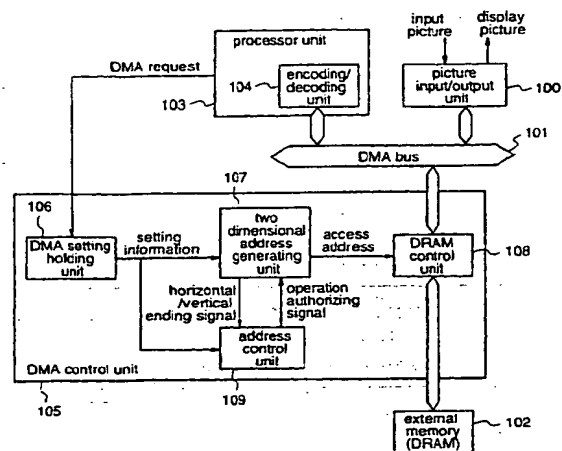 input
picture
display
picture
processor unit
DMA request
104
encoding/
decoding
unit
103
picture
input/output
unit
100
101
DMA bus
107
106
two
dimensional
address
generating
unit
DMA setting
holding
unit
setting
information
access
address
DRAM
control
unit
108
horizontal
/vertical
ending signal
operation
authorizing
signal
address
control
unit
DMA control unit
109
105
external
memory
(DRAM)
102